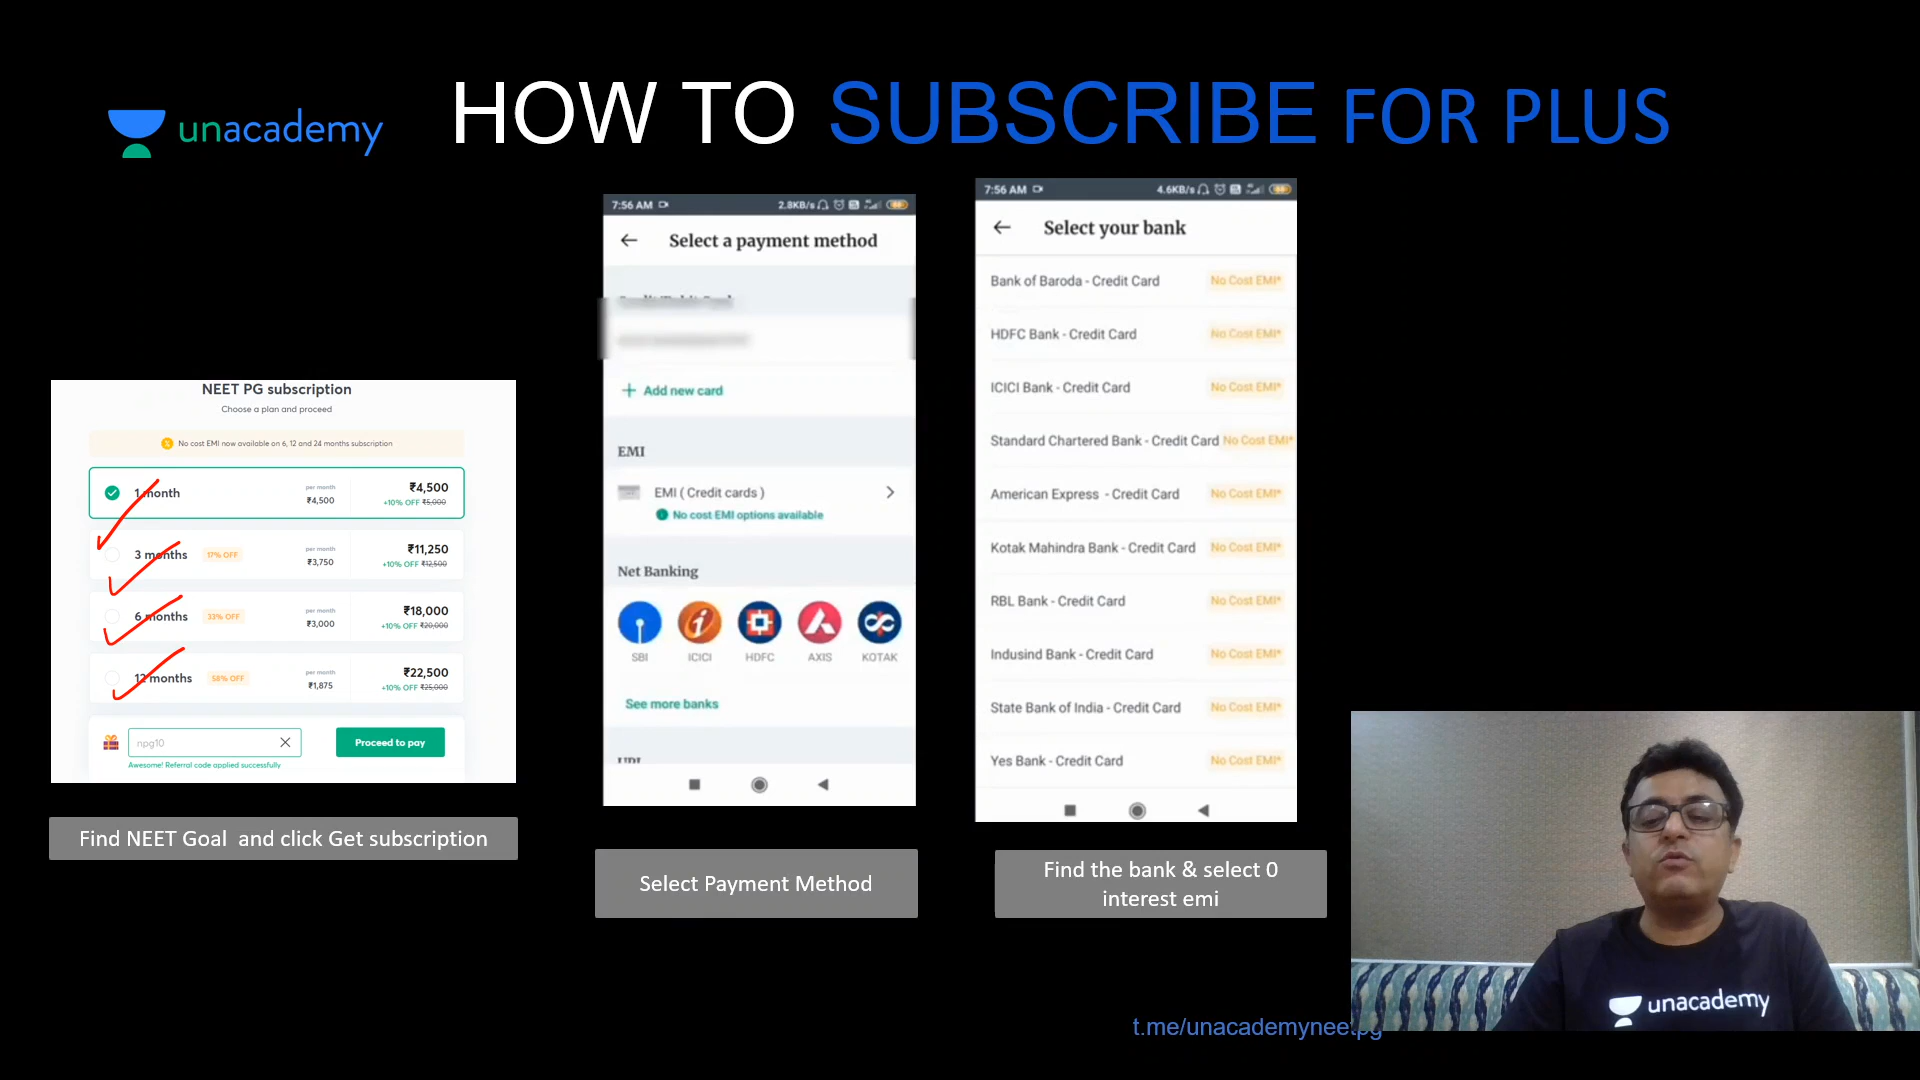 unacademy
HOW TO SUBSCRIBE FOR PLUS
NEET PG subscription
Choose a plan and proceed
No cost EMI now available on 6, 12 and 24 months subscription
1 month
per month
₹4,500
₹4,500
+10% OFF ₹5,000
3 months
17% OFF
per month
₹3,750
₹11,250
+10% OFF ₹12,500
6 months
33% OFF
per month
₹3,000
₹18,000
+10% OFF ₹20,000
12 months
58% OFF
per month
₹1,875
₹22,500
+10% OFF ₹25,000
npg10
Proceed to pay
Awesome! Referral code applied successfully
Find NEET Goal and click Get subscription
7:56 AM 2.8KB/s
Select a payment method
Add new card
EMI
EMI ( Credit cards )
No cost EMI options available
Net Banking
SBI ICICI HDFC AXIS KOTAK
See more banks
Select Payment Method
7:56 AM 4.6KB/s
Select your bank
Bank of Baroda - Credit Card No Cost EMI*
HDFC Bank - Credit Card No Cost EMI*
ICICI Bank - Credit Card No Cost EMI*
Standard Chartered Bank - Credit Card No Cost EMI*
American Express - Credit Card No Cost EMI*
Kotak Mahindra Bank - Credit Card No Cost EMI*
RBL Bank - Credit Card No Cost EMI*
Indusind Bank - Credit Card No Cost EMI*
State Bank of India - Credit Card No Cost EMI*
Yes Bank - Credit Card No Cost EMI*
Find the bank & select 0
interest emi
unacademy
t.me/unacademyneetpg